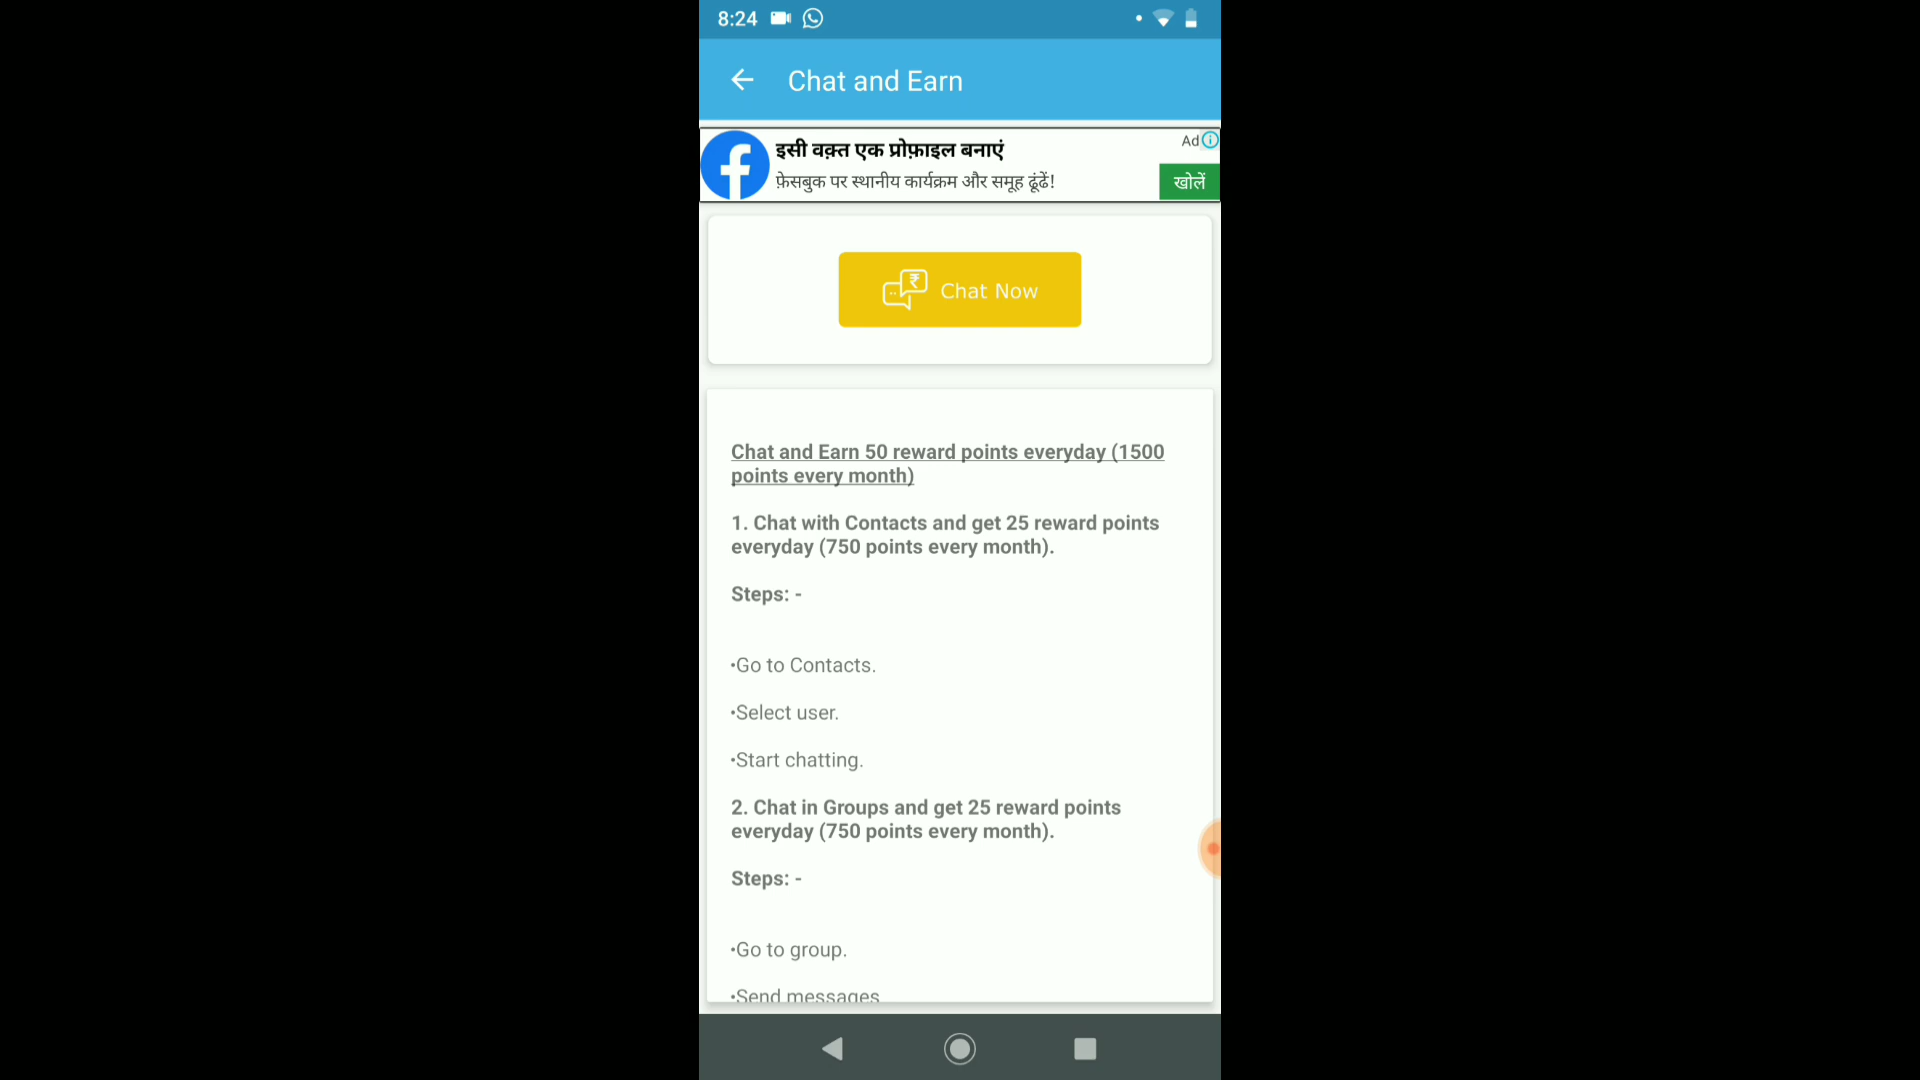 8:24
Chat and Earn
इसी वक़्त एक प्रोफ़ाइल बनाएं
Ad
फ़ेसबुक पर स्थानीय कार्यक्रम और समूह ढूंढें!
खोलें
₹ Chat Now
Chat and Earn 50 reward points everyday (1500
points every month)
1. Chat with Contacts and get 25 reward points
everyday (750 points every month).
Steps: -
•Go to Contacts.
•Select user.
•Start chatting.
2. Chat in Groups and get 25 reward points
everyday (750 points every month).
Steps: -
•Go to group.
•Send messages